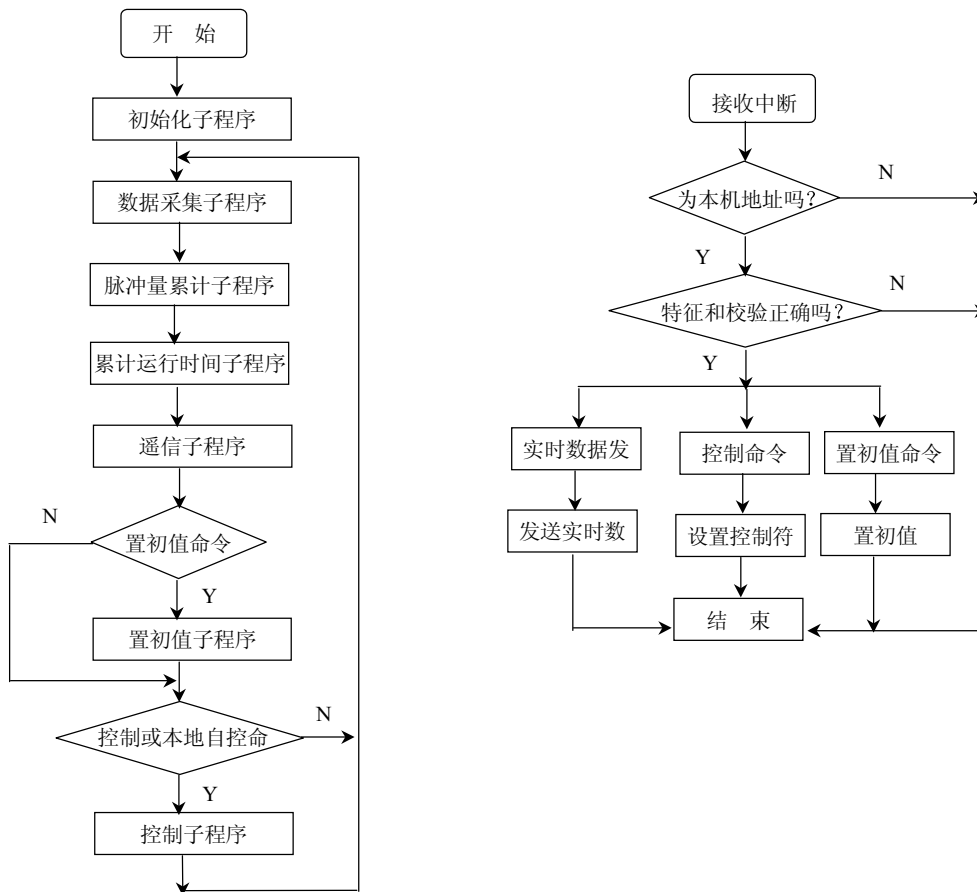 开 始
初始化子程序
数据采集子程序
脉冲量累计子程序
累计运行时间子程序
遥信子程序
N
置初值命令
Y
置初值子程序
控制或本地自控命
N
Y
控制子程序
接收中断
为本机地址吗?
N
Y
特征和校验正确吗?
N
Y
实时数据发
控制命令
置初值命令
发送实时数
设置控制符
置初值
结 束